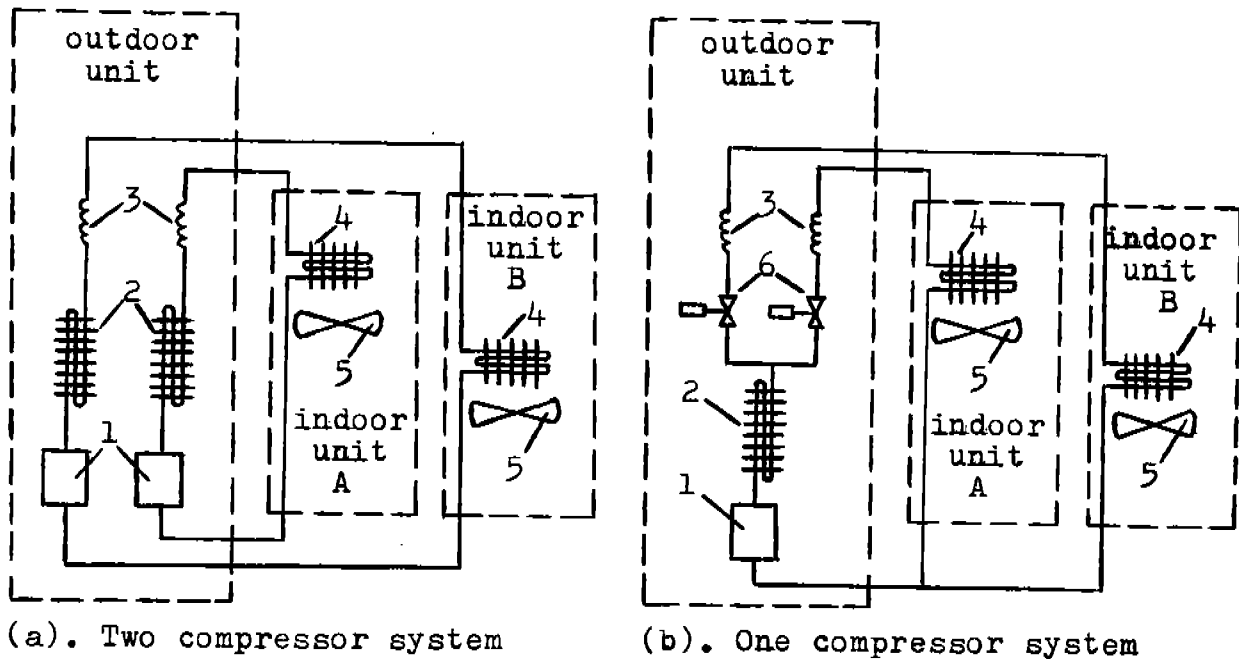 outdoor
unit
3
4
indoor
unit
B
2
4
5
1
indoor
unit
A
5
(a). Two compressor system
outdoor
unit
3
4
indoor
unit
B
6
4
5
2
indoor
unit
A
5
1
(b). One compressor system